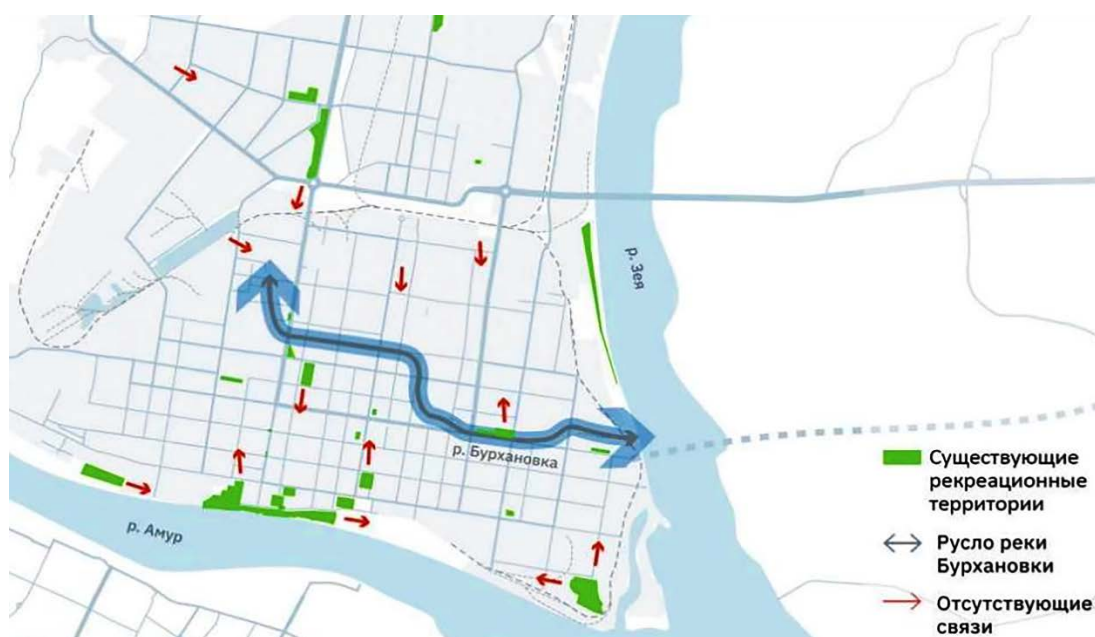 р. Зея
р. Бурхановка
р. Амур
Существующие
рекреационные
территории
Русло реки
Бурхановки
Отсутствующие
связи